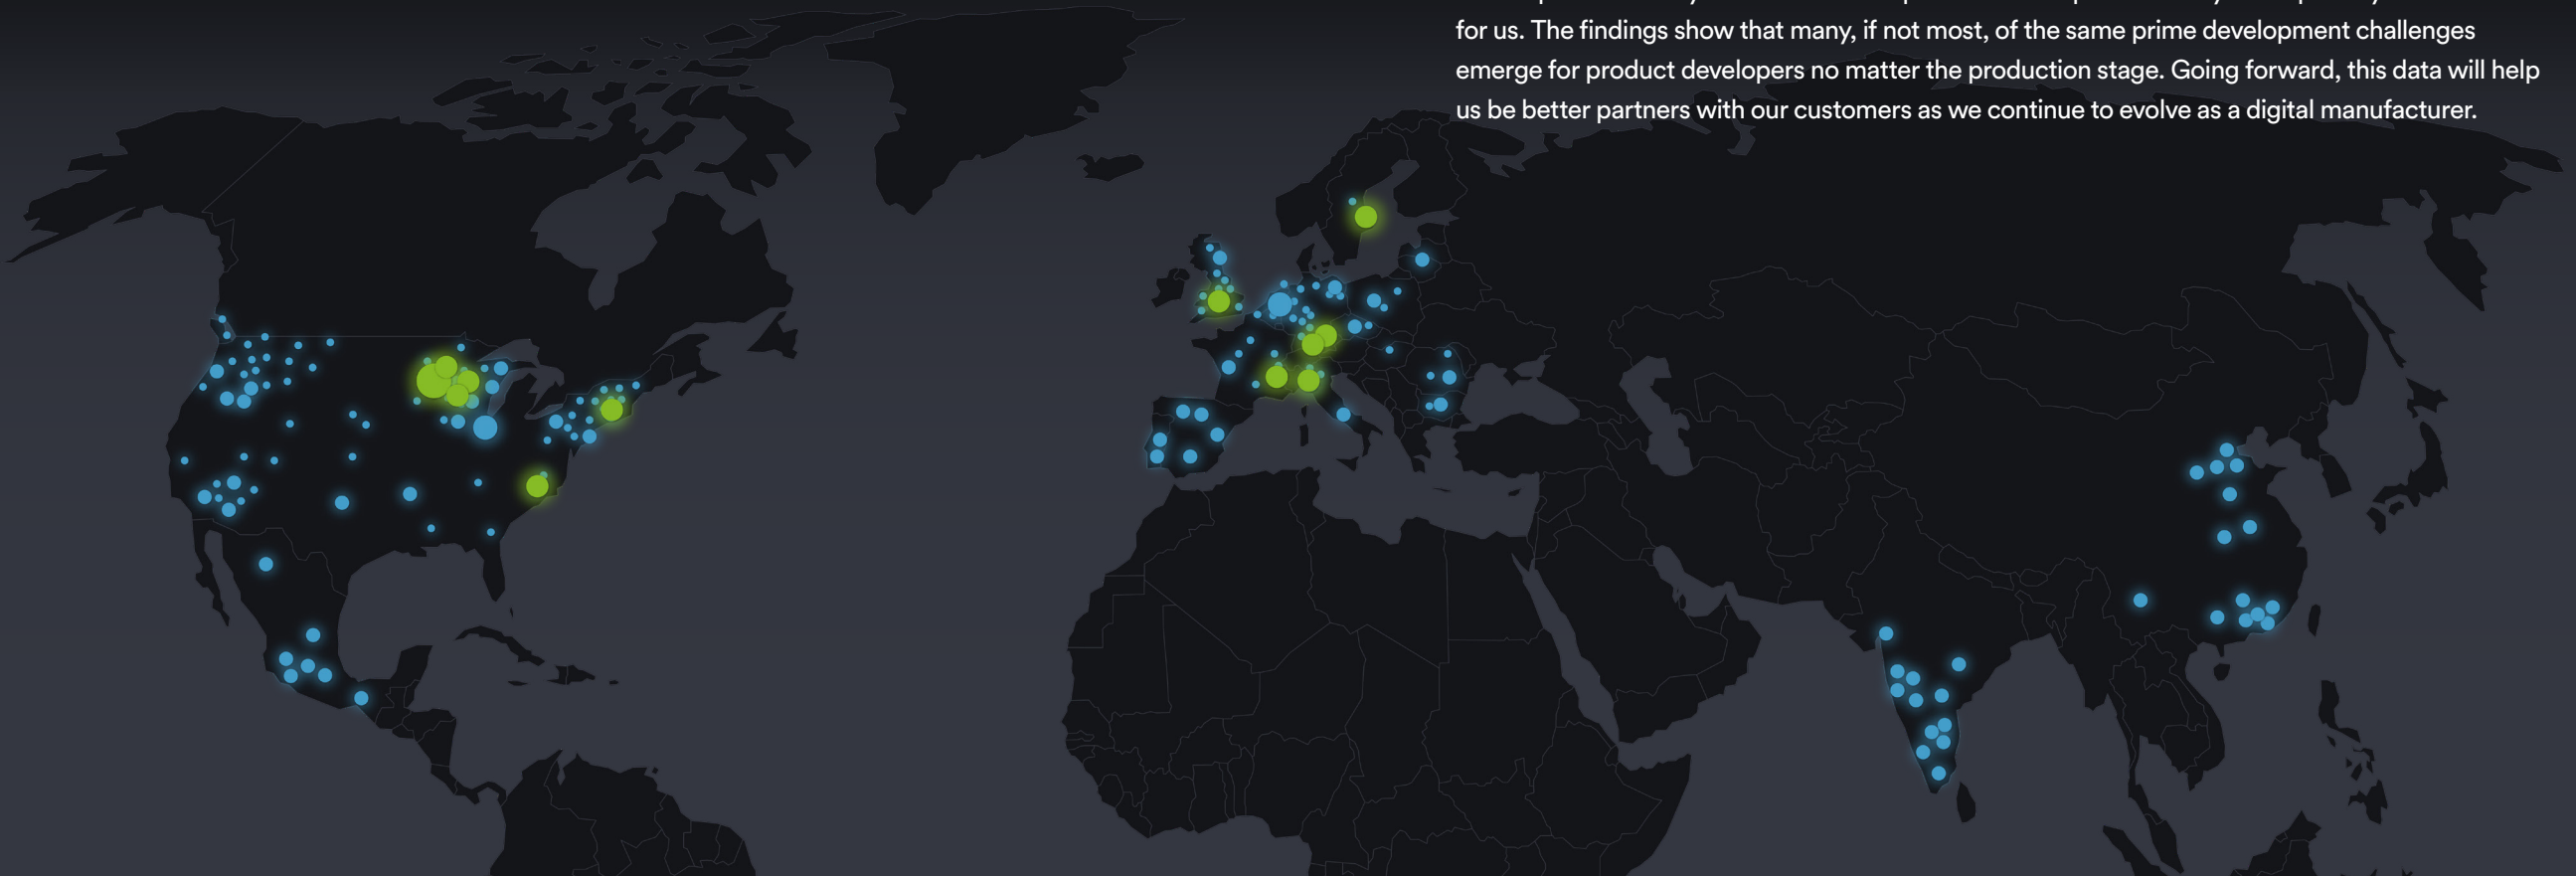 for us. The findings show that many, if not most, of the same prime development challenges
emerge for product developers no matter the production stage. Going forward, this data will help
us be better partners with our customers as we continue to evolve as a digital manufacturer.